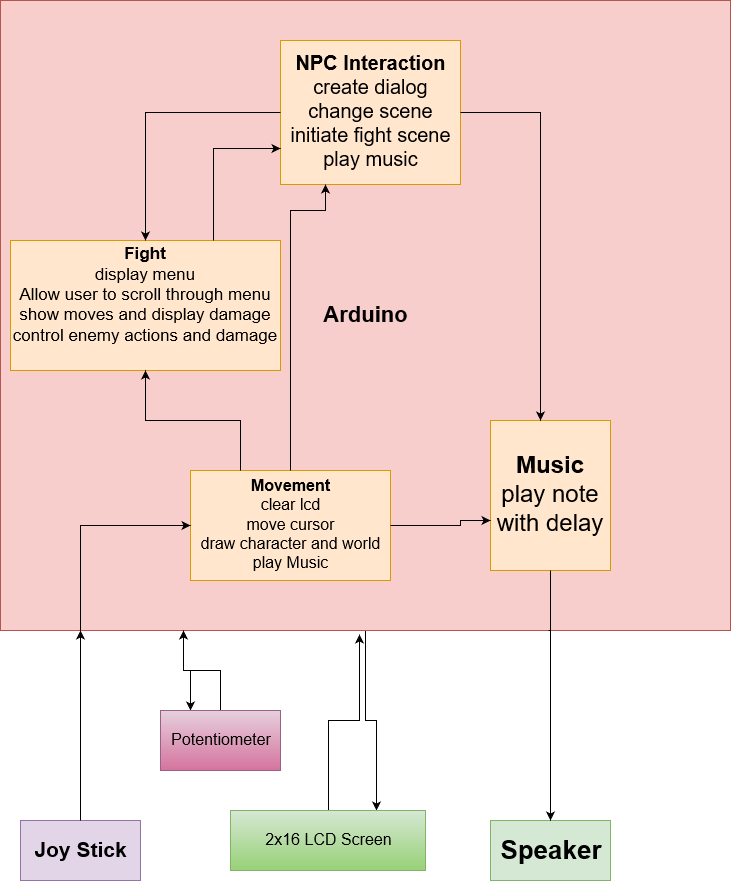 NPC Interaction
create dialog
change scene
initiate fight scene
play music
Fight
display menu
Allow user to scroll through menu
show moves and display damage
control enemy actions and damage
Arduino
Movement
clear lcd
move cursor
draw character and world
play Music
Music
play note
with delay
Potentiometer
Joy Stick
2x16 LCD Screen
Speaker